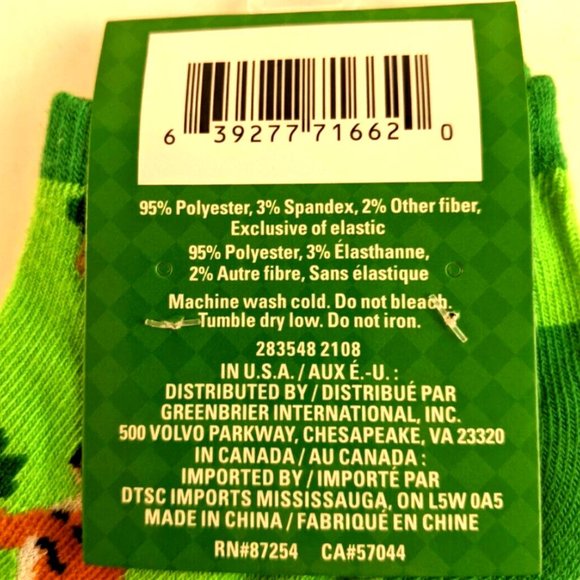 6 39277 71662 0
95% Polyester, 3% Spandex, 2% Other fiber,
Exclusive of elastic
95% Polyester, 3% Élasthanne,
2% Autre fibre, Sans élastique
Machine wash cold. Do not bleach.
Tumble dry low. Do not iron.
283548 2108
IN U.S.A. / AUX É.-U. :
DISTRIBUTED BY / DISTRIBUÉ PAR
GREENBRIER INTERNATIONAL, INC.
500 VOLVO PARKWAY, CHESAPEAKE, VA 23320
IN CANADA / AU CANADA :
IMPORTED BY / IMPORTÉ PAR
DTSC IMPORTS MISSISSAUGA, ON L5W 0A5
MADE IN CHINA / FABRIQUÉ EN CHINE
RN#87254 CA#57044